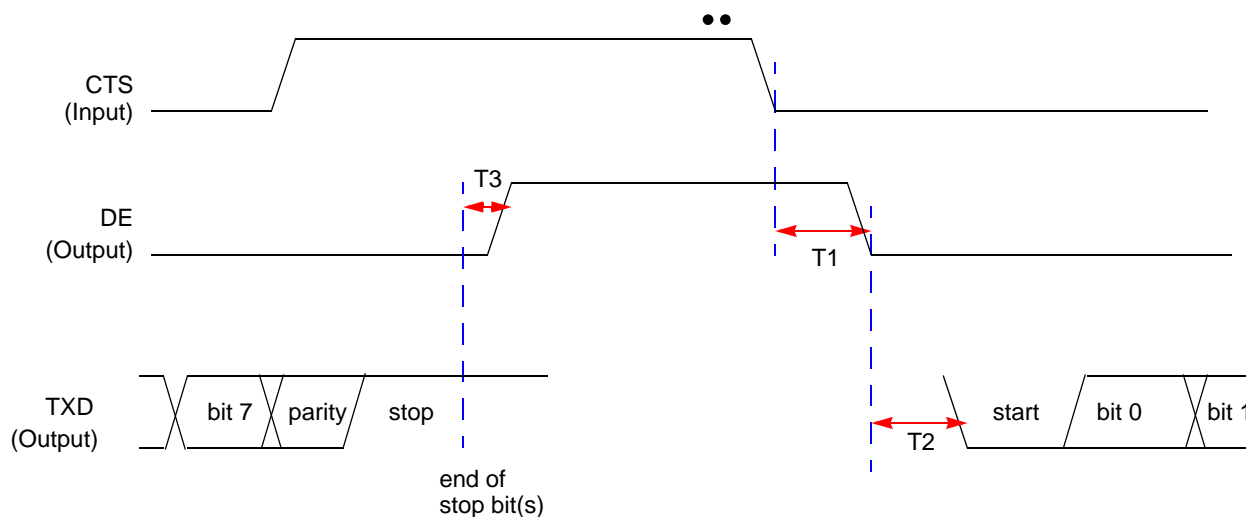 CTS
(Input)
T3
DE
(Output)
T1
TXD
(Output)
bit 7
parity
stop
T2
start
bit 0
bit 1
end of
stop bit(s)